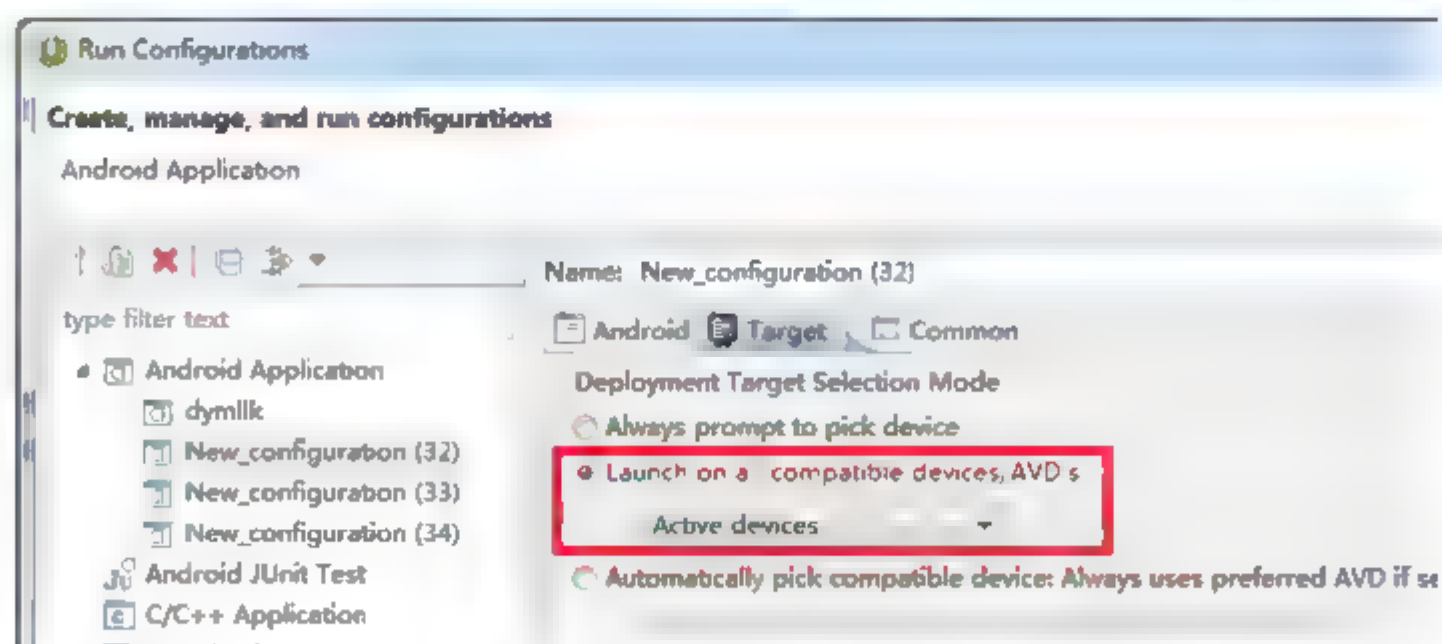 Run Configurations
Create, manage, and run configurations
Android Application
type filter text
Android Application
dymllk
New_configuration (32)
New_configuration (33)
New_configuration (34)
Android JUnit Test
C/C++ Application
Name: New_configuration (32)
Android Target Common
Deployment Target Selection Mode
Always prompt to pick device
Launch on a compatible devices, AVD s
Active devices
Automatically pick compatible device: Always uses preferred AVD if se